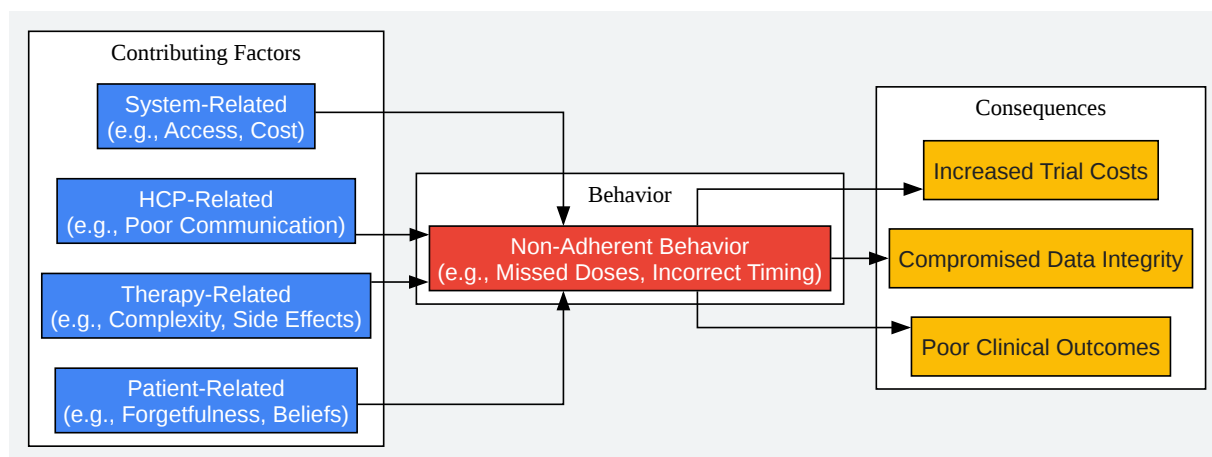 Contributing Factors
System-Related
(e.g., Access, Cost)
HCP-Related
(e.g., Poor Communication)
Therapy-Related
(e.g., Complexity, Side Effects)
Patient-Related
(e.g., Forgetfulness, Beliefs)
Behavior
Non-Adherent Behavior
(e.g., Missed Doses, Incorrect Timing)
Consequences
Increased Trial Costs
Compromised Data Integrity
Poor Clinical Outcomes